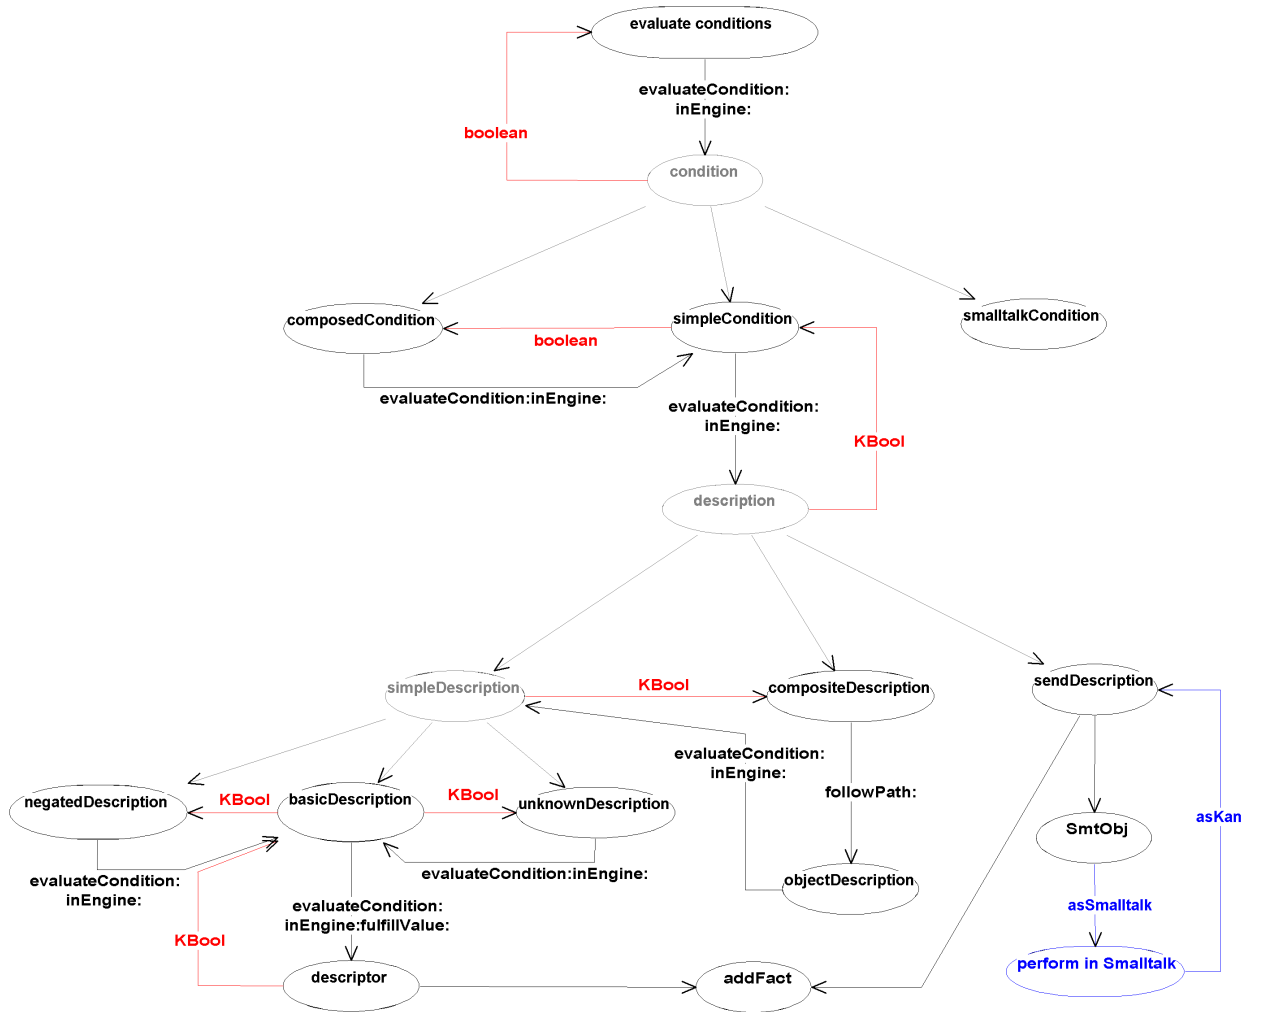 evaluate conditions
evaluateCondition:
inEngine:
boolean
condition
composedCondition
simpleCondition
smalltalkCondition
boolean
evaluateCondition:inEngine:
evaluateCondition:
inEngine:
KBool
description
simpleDescription
KBool
compositeDescription
sendDescription
evaluateCondition:
inEngine:
followPath:
negatedDescription
KBool
basicDescription
KBool
unknownDescription
asKan
SmtObj
evaluateCondition:
inEngine:
evaluateCondition:inEngine:
objectDescription
evaluateCondition:
inEngine:fulfillValue:
asSmalltalk
KBool
perform in Smalltalk
descriptor
addFact